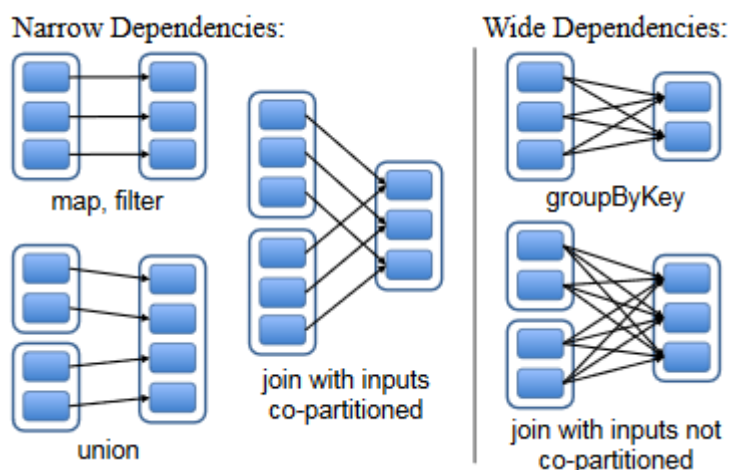 Narrow Dependencies:
map, filter
union
join with inputs
co-partitioned
Wide Dependencies:
groupByKey
join with inputs not
co-partitioned